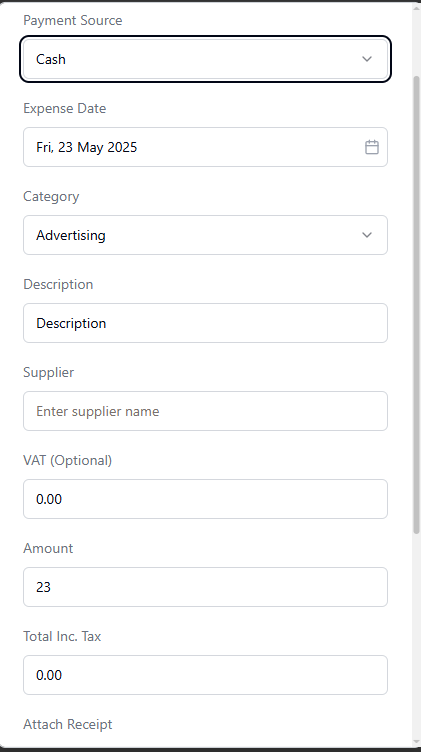 Payment Source
Cash
Expense Date
Fri, 23 May 2025
Category
Advertising
Description
Description
Supplier
Enter supplier name
VAT (Optional)
0.00
Amount
23
Total Inc. Tax
0.00
Attach Receipt